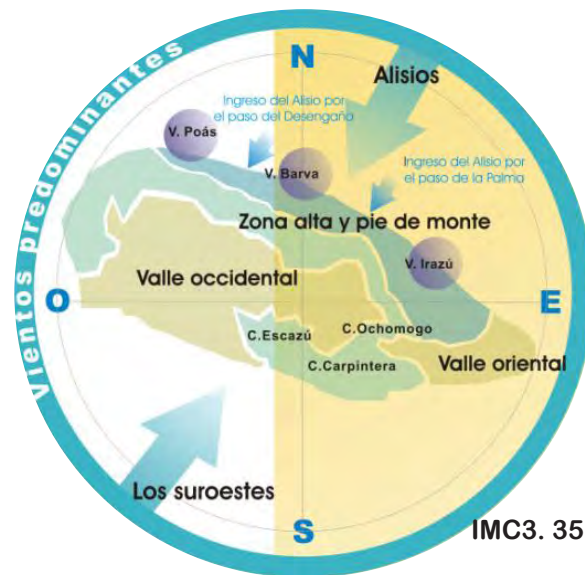 Vientos predominantes
N
Alisios
Ingreso del Alisio por
el paso del Desengaña
V. Poás
V. Barva
Ingreso del Alisio por
el paso de la Palma
Zona alta y pie de monte
V. Irazú
Valle occidental
O
E
C.Escazú
C.Ochomogo
C.Carpintera
Valle oriental
Los suroestes
S
IMC3. 35